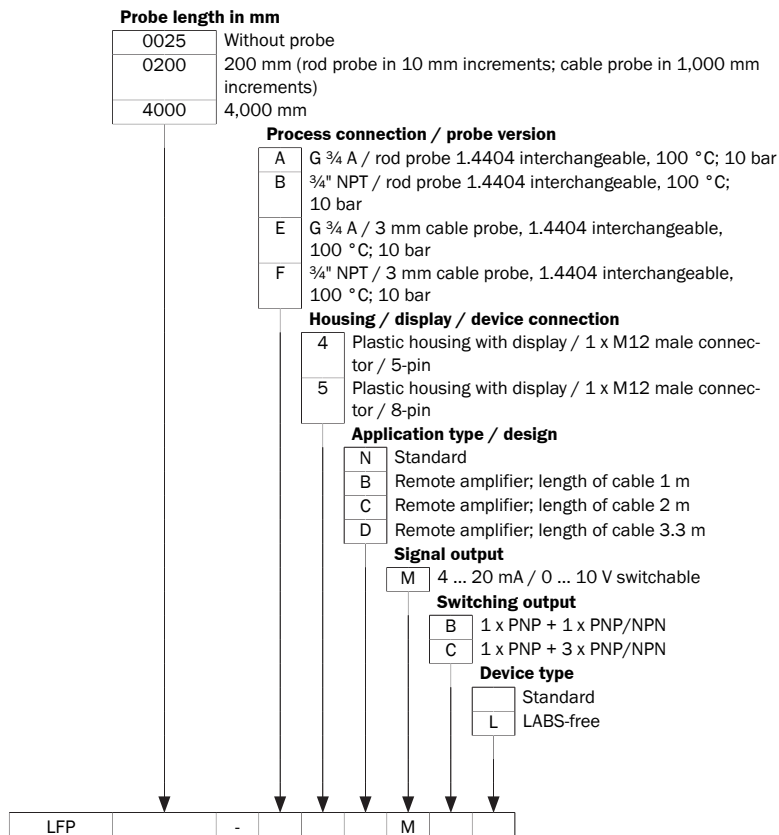 Probe length in mm
0025 Without probe
0200 200 mm (rod probe in 10 mm increments; cable probe in 1,000 mm
increments)
4000 4,000 mm
Process connection / probe version
A G ¾ A / rod probe 1.4404 interchangeable, 100 °C; 10 bar
B ¾" NPT / rod probe 1.4404 interchangeable, 100 °C;
10 bar
E G ¾ A / 3 mm cable probe, 1.4404 interchangeable,
100 °C; 10 bar
F ¾" NPT / 3 mm cable probe, 1.4404 interchangeable,
100 °C; 10 bar
Housing / display / device connection
4 Plastic housing with display / 1 x M12 male connec-
tor / 5-pin
5 Plastic housing with display / 1 x M12 male connec-
tor / 8-pin
Application type / design
N Standard
B Remote amplifier; length of cable 1 m
C Remote amplifier; length of cable 2 m
D Remote amplifier; length of cable 3.3 m
Signal output
M 4 ... 20 mA / 0 ... 10 V switchable
Switching output
B 1 x PNP + 1 x PNP/NPN
C 1 x PNP + 3 x PNP/NPN
Device type
Standard
L LABS-free
LFP - M